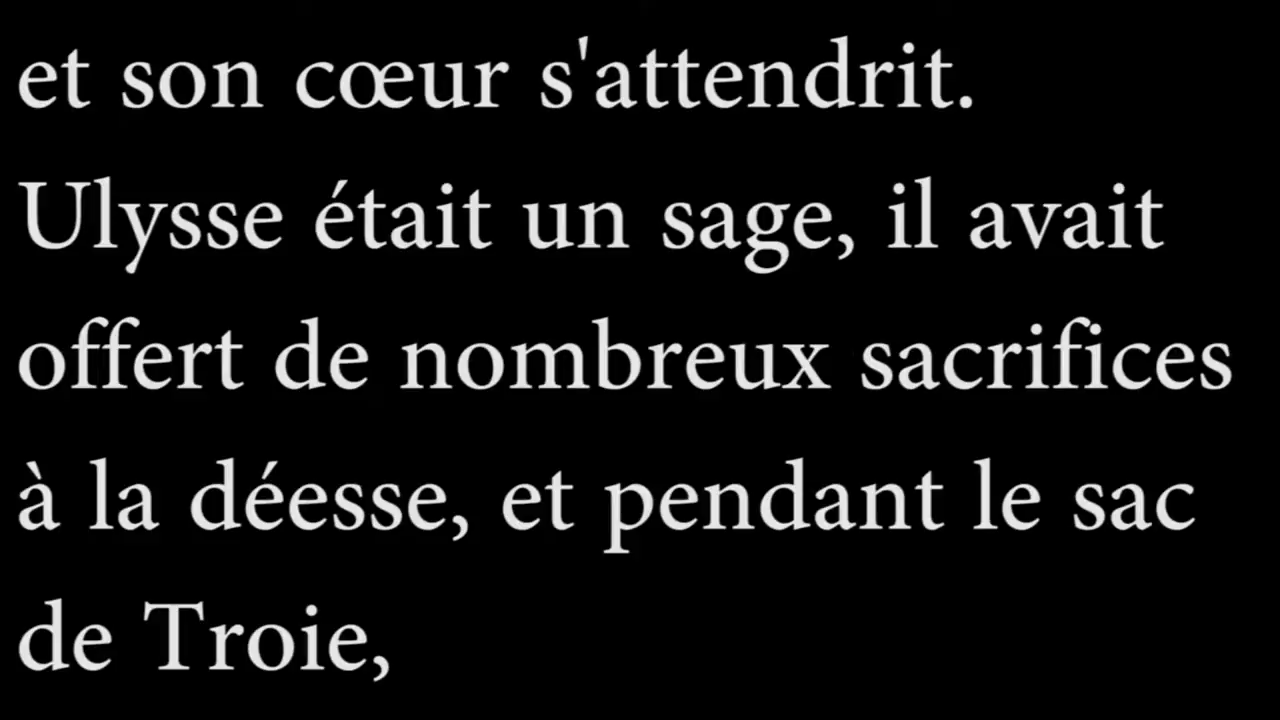 et son cœur s'attendrit.
Ulysse était un sage, il avait
offert de nombreux sacrifices
à la déesse, et pendant le sac
de Troie,